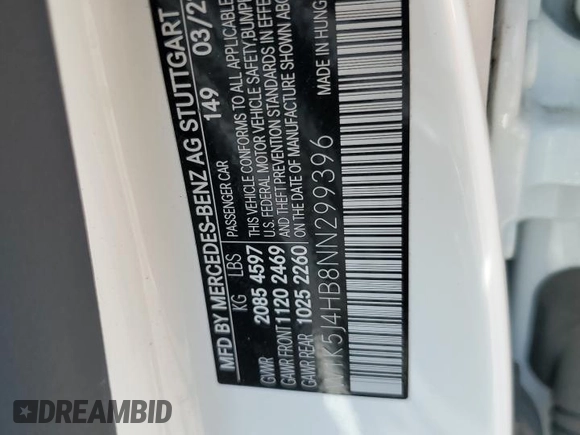 MFD BY MERCEDES-BENZ AG STUTTGART
149 03/2
PASSENGER CAR
KG LBS
GVWR 2085 4597
GAWR FRONT 1120 2469
GAWR REAR 1025 2260
THIS VEHICLE CONFORMS TO ALL APPLICABLE
U.S. FEDERAL MOTOR VEHICLE SAFETY, BUMPER
AND THEFT PREVENTION STANDARDS IN EFFECT
ON THE DATE OF MANUFACTURE SHOWN ABOVE
K5J4HB8NN299396
MADE IN HUNG
DREAMBID